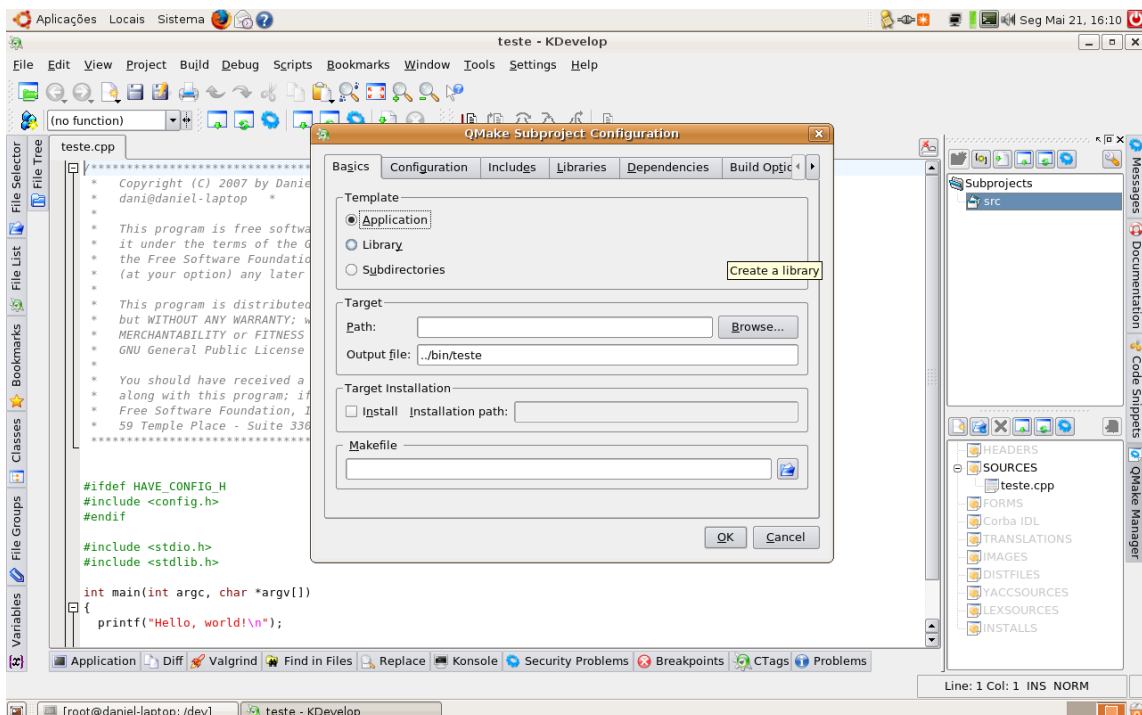 Aplicações Locais Sistema
Seg Mai 21, 16:10
teste - KDevelop
File Edit View Project Build Debug Scripts Bookmarks Window Tools Settings Help
(no function)
File Selector
File List
Bookmarks
Classes
File Groups
Variables
File Tree
teste.cpp
/********************************
* Copyright (C) 2007 by Danie
* dani@daniel-laptop *
*
* This program is free softwa
* it under the terms of the G
* the Free Software Foundatio
* (at your option) any later
*
* This program is distributed
* but WITHOUT ANY WARRANTY; w
* MERCHANTABILITY or FITNESS
* GNU General Public License
*
* You should have received a
* along with this program; if
* Free Software Foundation, I
* 59 Temple Place - Suite 330
********************************
#ifdef HAVE_CONFIG_H
#include <config.h>
#endif
#include <stdio.h>
#include <stdlib.h>
int main(int argc, char *argv[])
{
printf("Hello, world!\n");
QMake Subproject Configuration
Basics Configuration Includes Libraries Dependencies Build Optic
Template
Application
Library
Subdirectories
Create a library
Target
Path:
Browse...
Output file: ../bin/teste
Target Installation
Install Installation path:
Makefile
OK Cancel
Subprojects
src
HEADERS
SOURCES
teste.cpp
FORMS
Corba IDL
TRANSLATIONS
IMAGES
DISTFILES
YACCSOURCES
LEXSOURCES
INSTALLS
Messages
Documentation
Code Snippets
QMake Manager
Application Diff Valgrind Find in Files Replace Konsole Security Problems Breakpoints CTags Problems
Line: 1 Col: 1 INS NORM
[root@daniel-laptop: /dev] teste - KDevelop